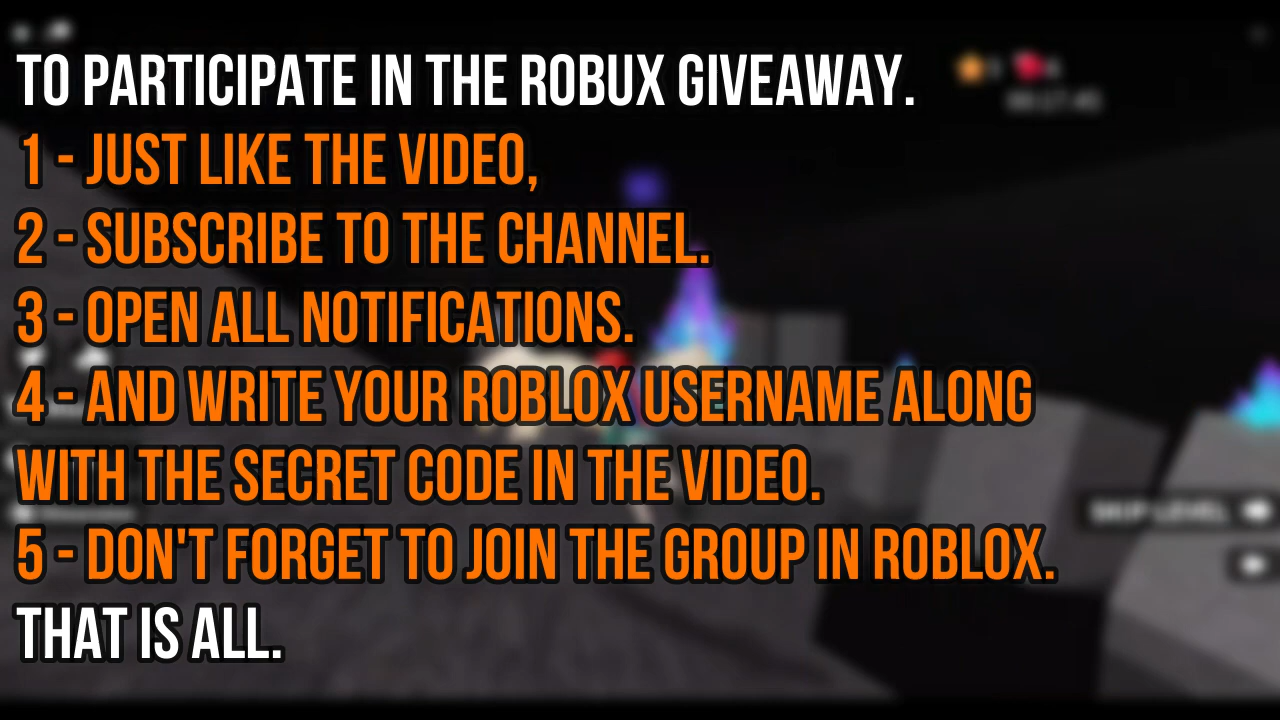 TO PARTICIPATE IN THE ROBUX GIVEAWAY.
1 - JUST LIKE THE VIDEO,
2 - SUBSCRIBE TO THE CHANNEL.
3 - OPEN ALL NOTIFICATIONS.
4 - AND WRITE YOUR ROBLOX USERNAME ALONG
WITH THE SECRET CODE IN THE VIDEO.
SKIP LEVEL
5 - DON'T FORGET TO JOIN THE GROUP IN ROBLOX.
THAT IS ALL.